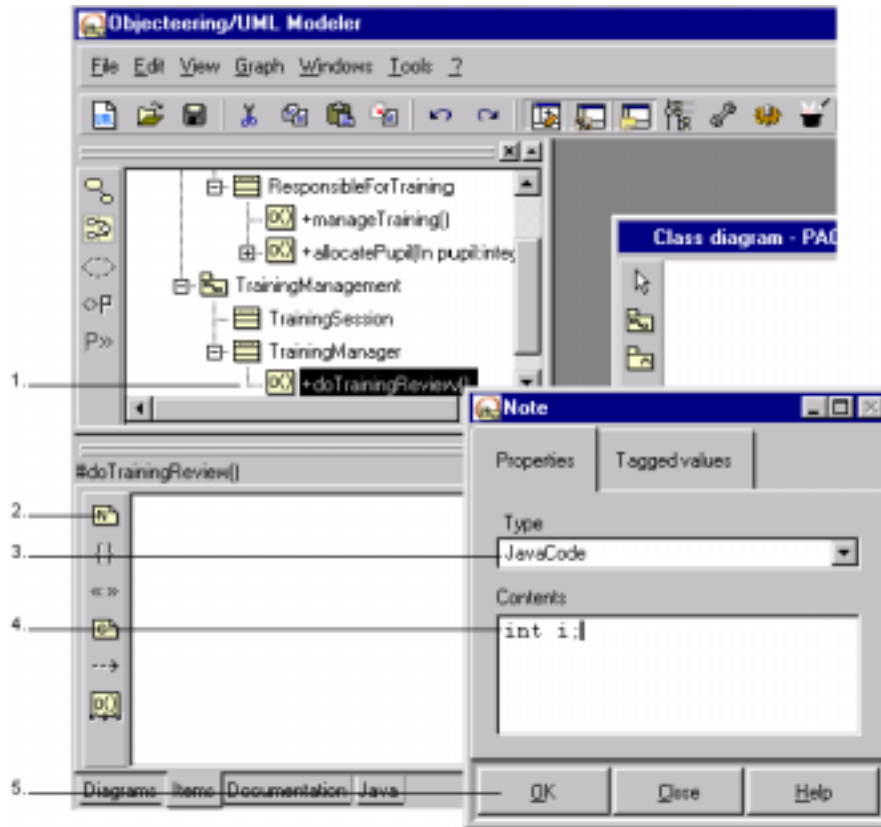 Objecteering/UML Modeler
File Edit View Graph Windows Tools ?
ResponsibleForTraining
+manageTraining()
+allocatePupil(In pupil:integ
TrainingManagement
TrainingSession
TrainingManager
1.
+doTrainingReview()
Class diagram - PAC
Note
Properties Tagged values
#doTrainingReview()
2.
Type
3.
JavaCode
Contents
4.
int i;
5.
Diagrams Items Documentation Java
OK Close Help